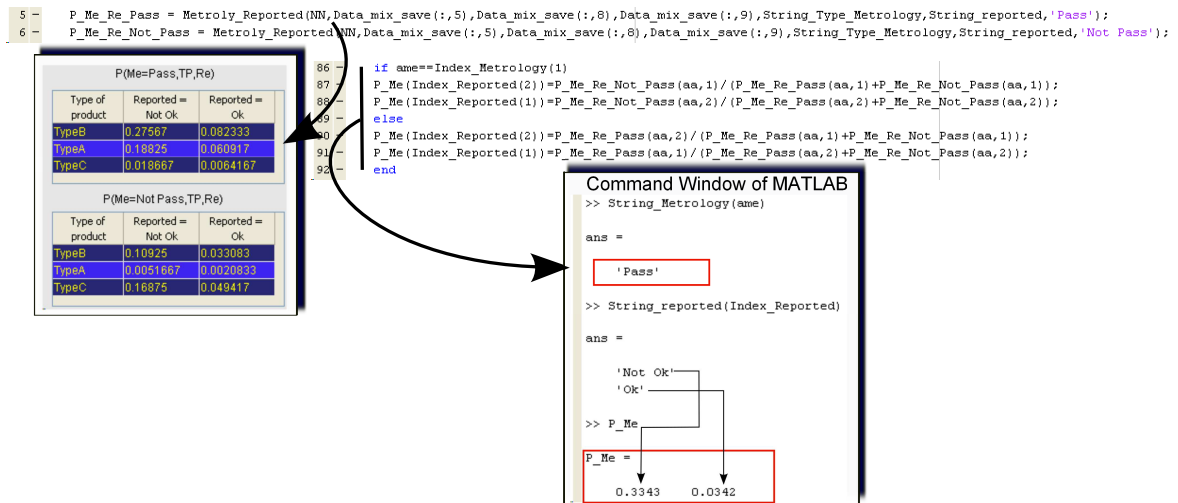 5 - P_Me_Re_Pass = Metroly_Reported(NN,Data_mix_save(:,5),Data_mix_save(:,8),Data_mix_save(:,9),String_Type_Metrology,String_reported,'Pass');
6 - P_Me_Re_Not_Pass = Metroly_Reported(NN,Data_mix_save(:,5),Data_mix_save(:,8),Data_mix_save(:,9),String_Type_Metrology,String_reported,'Not Pass');
P(Me=Pass,TP,Re)
Type of product Reported = Not Ok Reported = Ok
TypeB 0.27567 0.082333
TypeA 0.18825 0.060917
TypeC 0.018667 0.0064167
P(Me=Not Pass,TP,Re)
Type of product Reported = Not Ok Reported = Ok
TypeB 0.10925 0.033083
TypeA 0.0051667 0.0020833
TypeC 0.16875 0.049417
86 - if ame==Index_Metrology(1)
87 - P_Me(Index_Reported(2))=P_Me_Re_Not_Pass(aa,1)/(P_Me_Re_Pass(aa,1)+P_Me_Re_Not_Pass(aa,1));
88 - P_Me(Index_Reported(1))=P_Me_Re_Not_Pass(aa,2)/(P_Me_Re_Pass(aa,2)+P_Me_Re_Not_Pass(aa,2));
89 - else
90 - P_Me(Index_Reported(2))=P_Me_Re_Pass(aa,2)/(P_Me_Re_Pass(aa,1)+P_Me_Re_Not_Pass(aa,1));
91 - P_Me(Index_Reported(1))=P_Me_Re_Pass(aa,1)/(P_Me_Re_Pass(aa,2)+P_Me_Re_Not_Pass(aa,2));
92 - end
Command Window of MATLAB
>> String_Metrology(ame)
ans =
'Pass'
>> String_reported(Index_Reported)
ans =
'Not Ok'
'Ok'
>> P_Me
P_Me =
0.3343 0.0342